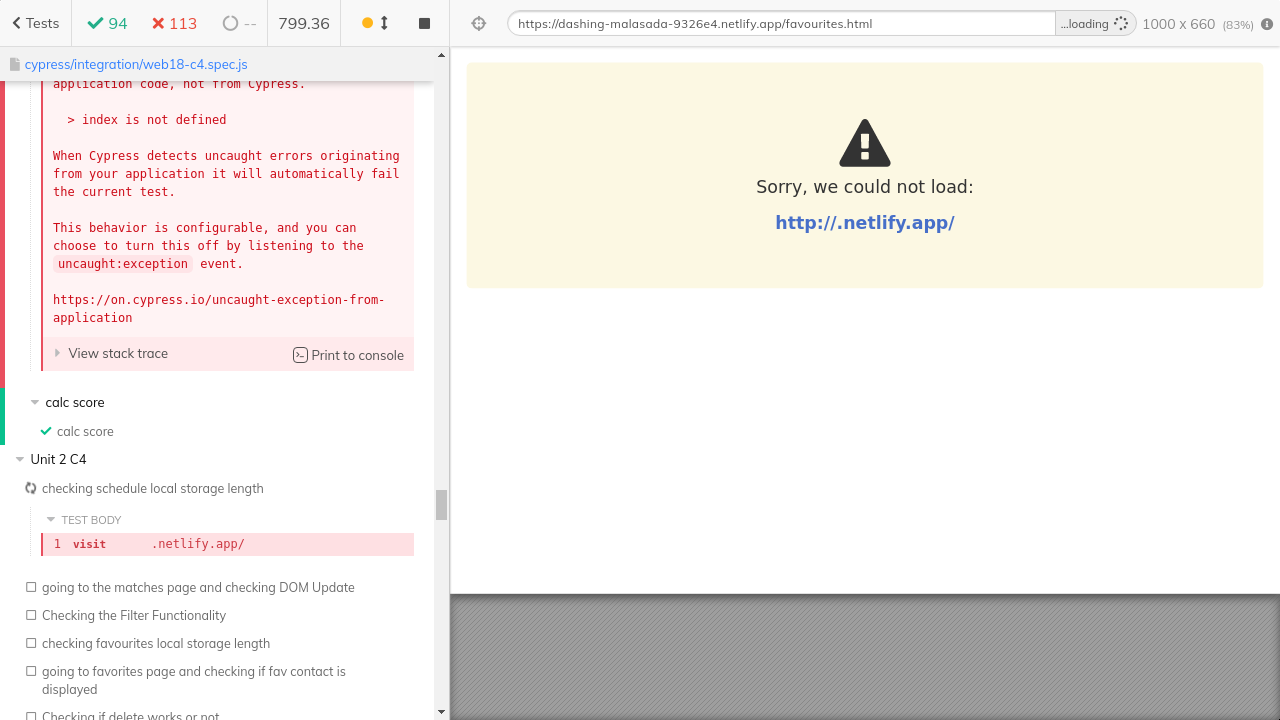 Tests
94
113
--
799.36
https://dashing-malasada-9326e4.netlify.app/favourites.html
...loading
1000 x 660 (83%)
cypress/integration/web18-c4.spec.js
application code, not from Cypress.
> index is not defined
When Cypress detects uncaught errors originating
from your application it will automatically fail
the current test.
This behavior is configurable, and you can
choose to turn this off by listening to the
uncaught:exception event.
https://on.cypress.io/uncaught-exception-from-
application
View stack trace
Print to console
calc score
calc score
Unit 2 C4
checking schedule local storage length
TEST BODY
1 visit .netlify.app/
going to the matches page and checking DOM Update
Checking the Filter Functionality
checking favourites local storage length
going to favorites page and checking if fav contact is
displayed
Checking if delete works or not
Sorry, we could not load:
http://.netlify.app/